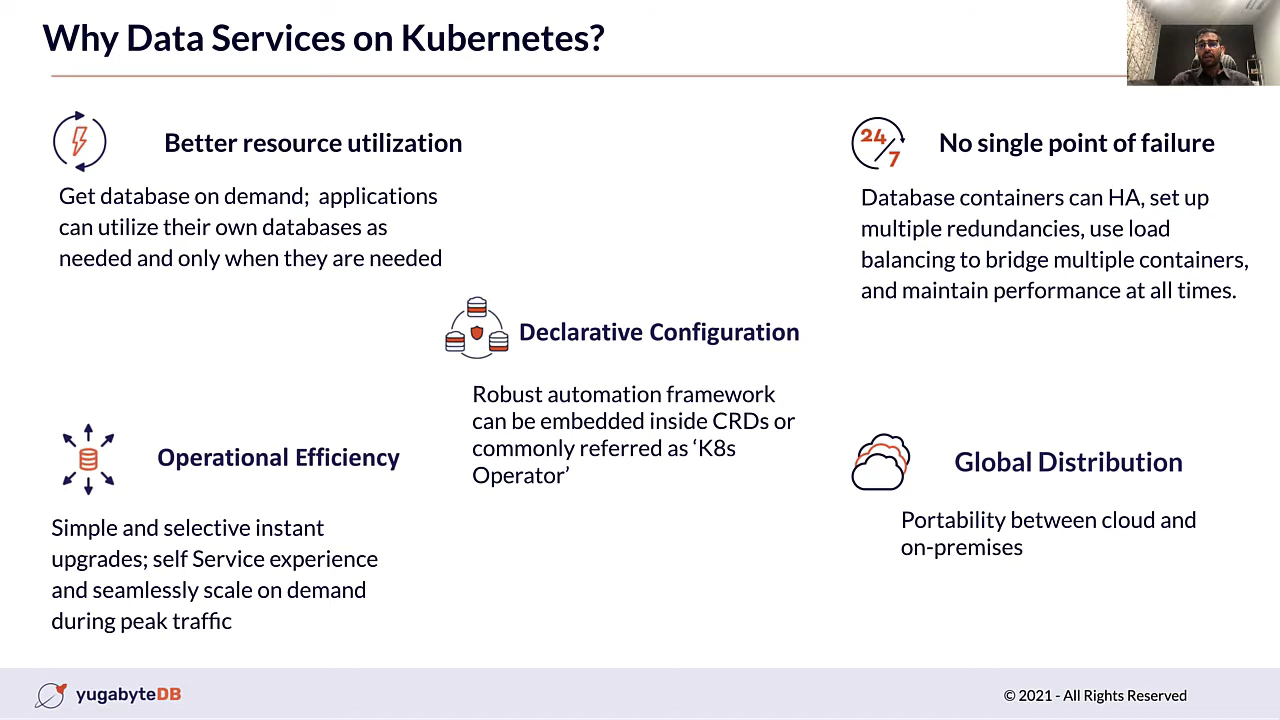 Why Data Services on Kubernetes?
Better resource utilization
Get database on demand; applications
can utilize their own databases as
needed and only when they are needed
24/7
No single point of failure
Database containers can HA, set up
multiple redundancies, use load
balancing to bridge multiple containers,
and maintain performance at all times.
Declarative Configuration
Robust automation framework
can be embedded inside CRDs or
commonly referred as ‘K8s
Operator’
Operational Efficiency
Simple and selective instant
upgrades; self Service experience
and seamlessly scale on demand
during peak traffic
Global Distribution
Portability between cloud and
on-premises
yugabyteDB
© 2021 - All Rights Reserved